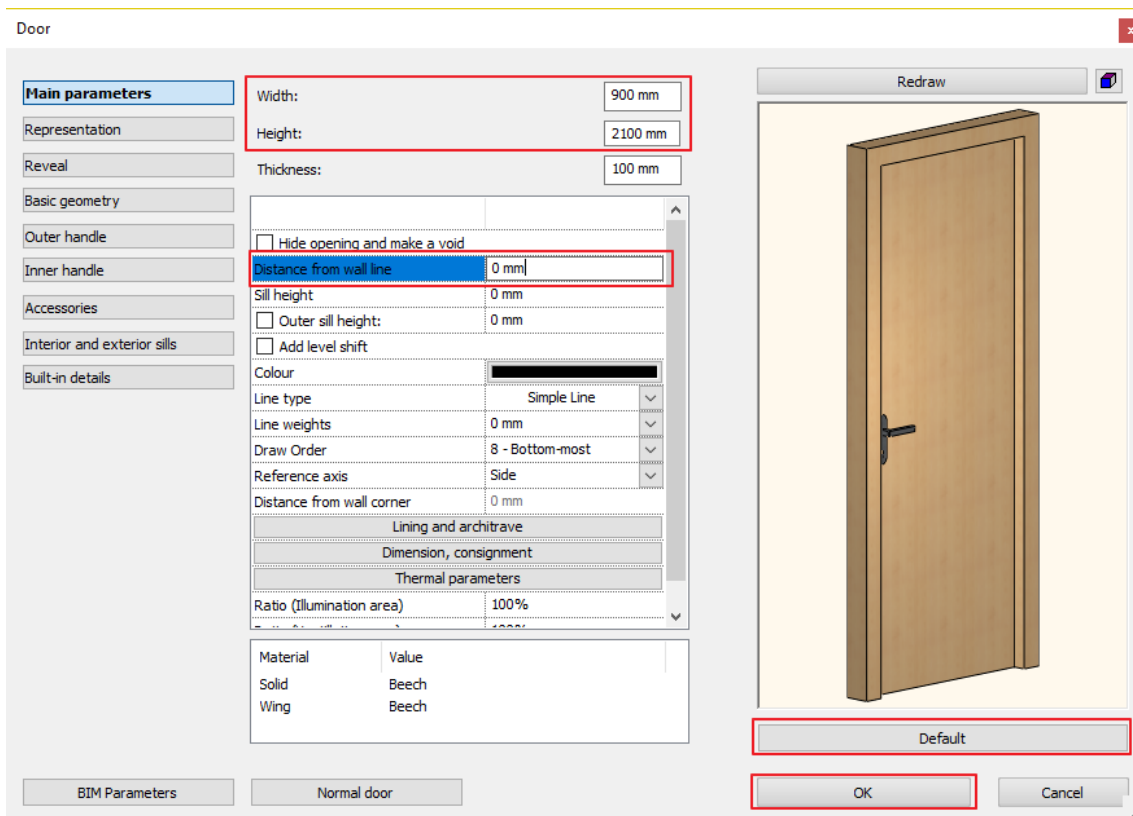 Door
Main parameters
Representation
Reveal
Basic geometry
Outer handle
Inner handle
Accessories
Interior and exterior sills
Built-in details
BIM Parameters
Width: 900 mm
Height: 2100 mm
Thickness: 100 mm
Hide opening and make a void
Distance from wall line 0 mm
Sill height 0 mm
Outer sill height: 0 mm
Add level shift
Colour
Line type Simple Line
Line weights 0 mm
Draw Order 8 - Bottom-most
Reference axis Side
Distance from wall corner 0 mm
Lining and architrave
Dimension, consignment
Thermal parameters
Ratio (Illumination area) 100%
Material Value
Solid Beech
Wing Beech
Normal door
Redraw
Default
OK Cancel